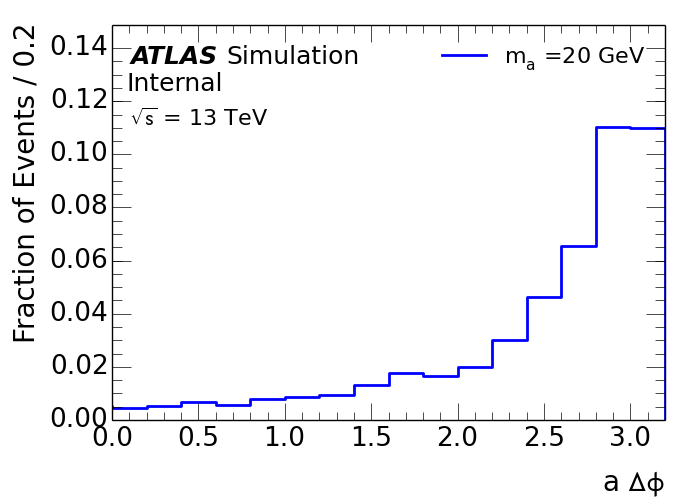 ATLAS Simulation
Internal
√s = 13 TeV
mₐ =20 GeV
Fraction of Events / 0.2
0.14
0.12
0.10
0.08
0.06
0.04
0.02
0.00
0.0 0.5 1.0 1.5 2.0 2.5 3.0
a Δϕ